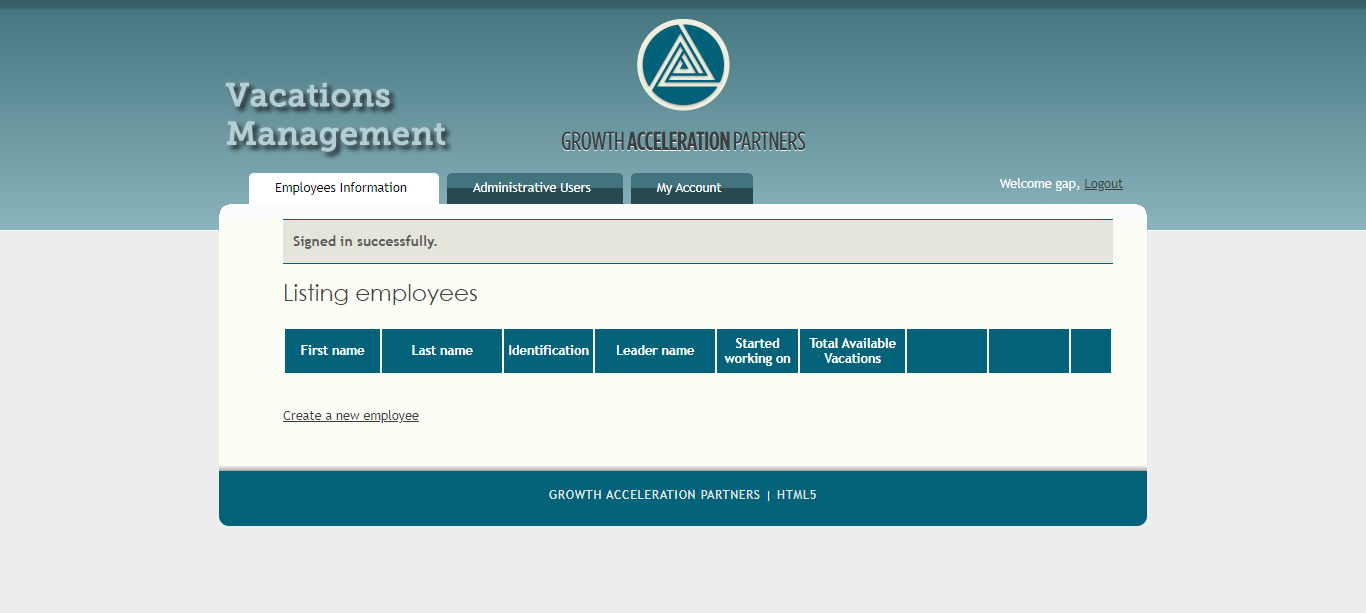 Vacations
Management
GROWTH ACCELERATION PARTNERS
Employees Information
Administrative Users
My Account
Welcome gap, Logout
Signed in successfully.
Listing employees
First name
Last name
Identification
Leader name
Started
working on
Total Available
Vacations
Create a new employee
GROWTH ACCELERATION PARTNERS | HTML5